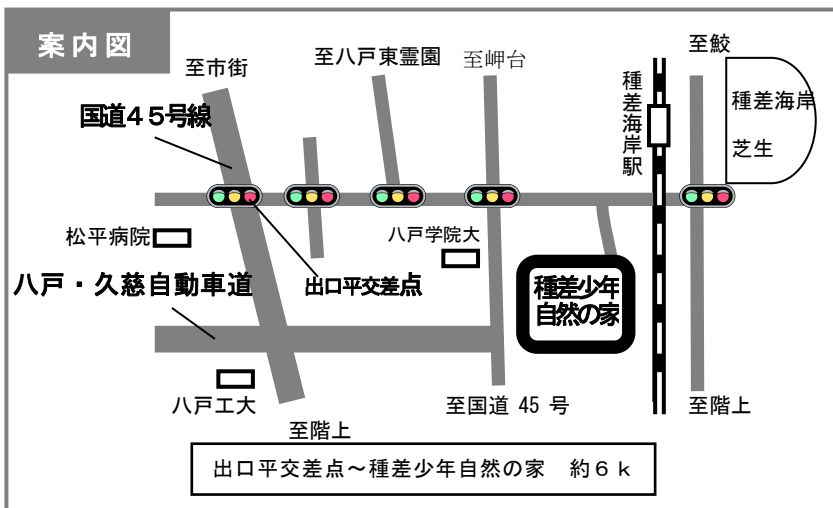 案内図
至市街
至八戸東霊園
至岬台
至鮫
国道４５号線
種差海岸駅
種差海岸
芝生
松平病院
八戸学院大
八戸・久慈自動車道
出口平交差点
種差少年
自然の家
八戸工大
至国道 45 号
至階上
至階上
出口平交差点～種差少年自然の家　約６ｋ